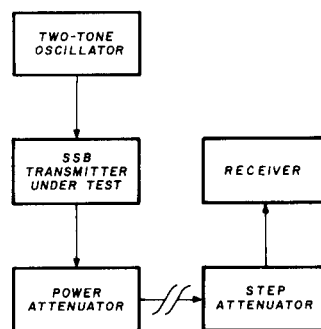 TWO-TONE
OSCILLATOR
SSB
TRANSMITTER
UNDER TEST
RECEIVER
POWER
ATTENUATOR
STEP
ATTENUATOR